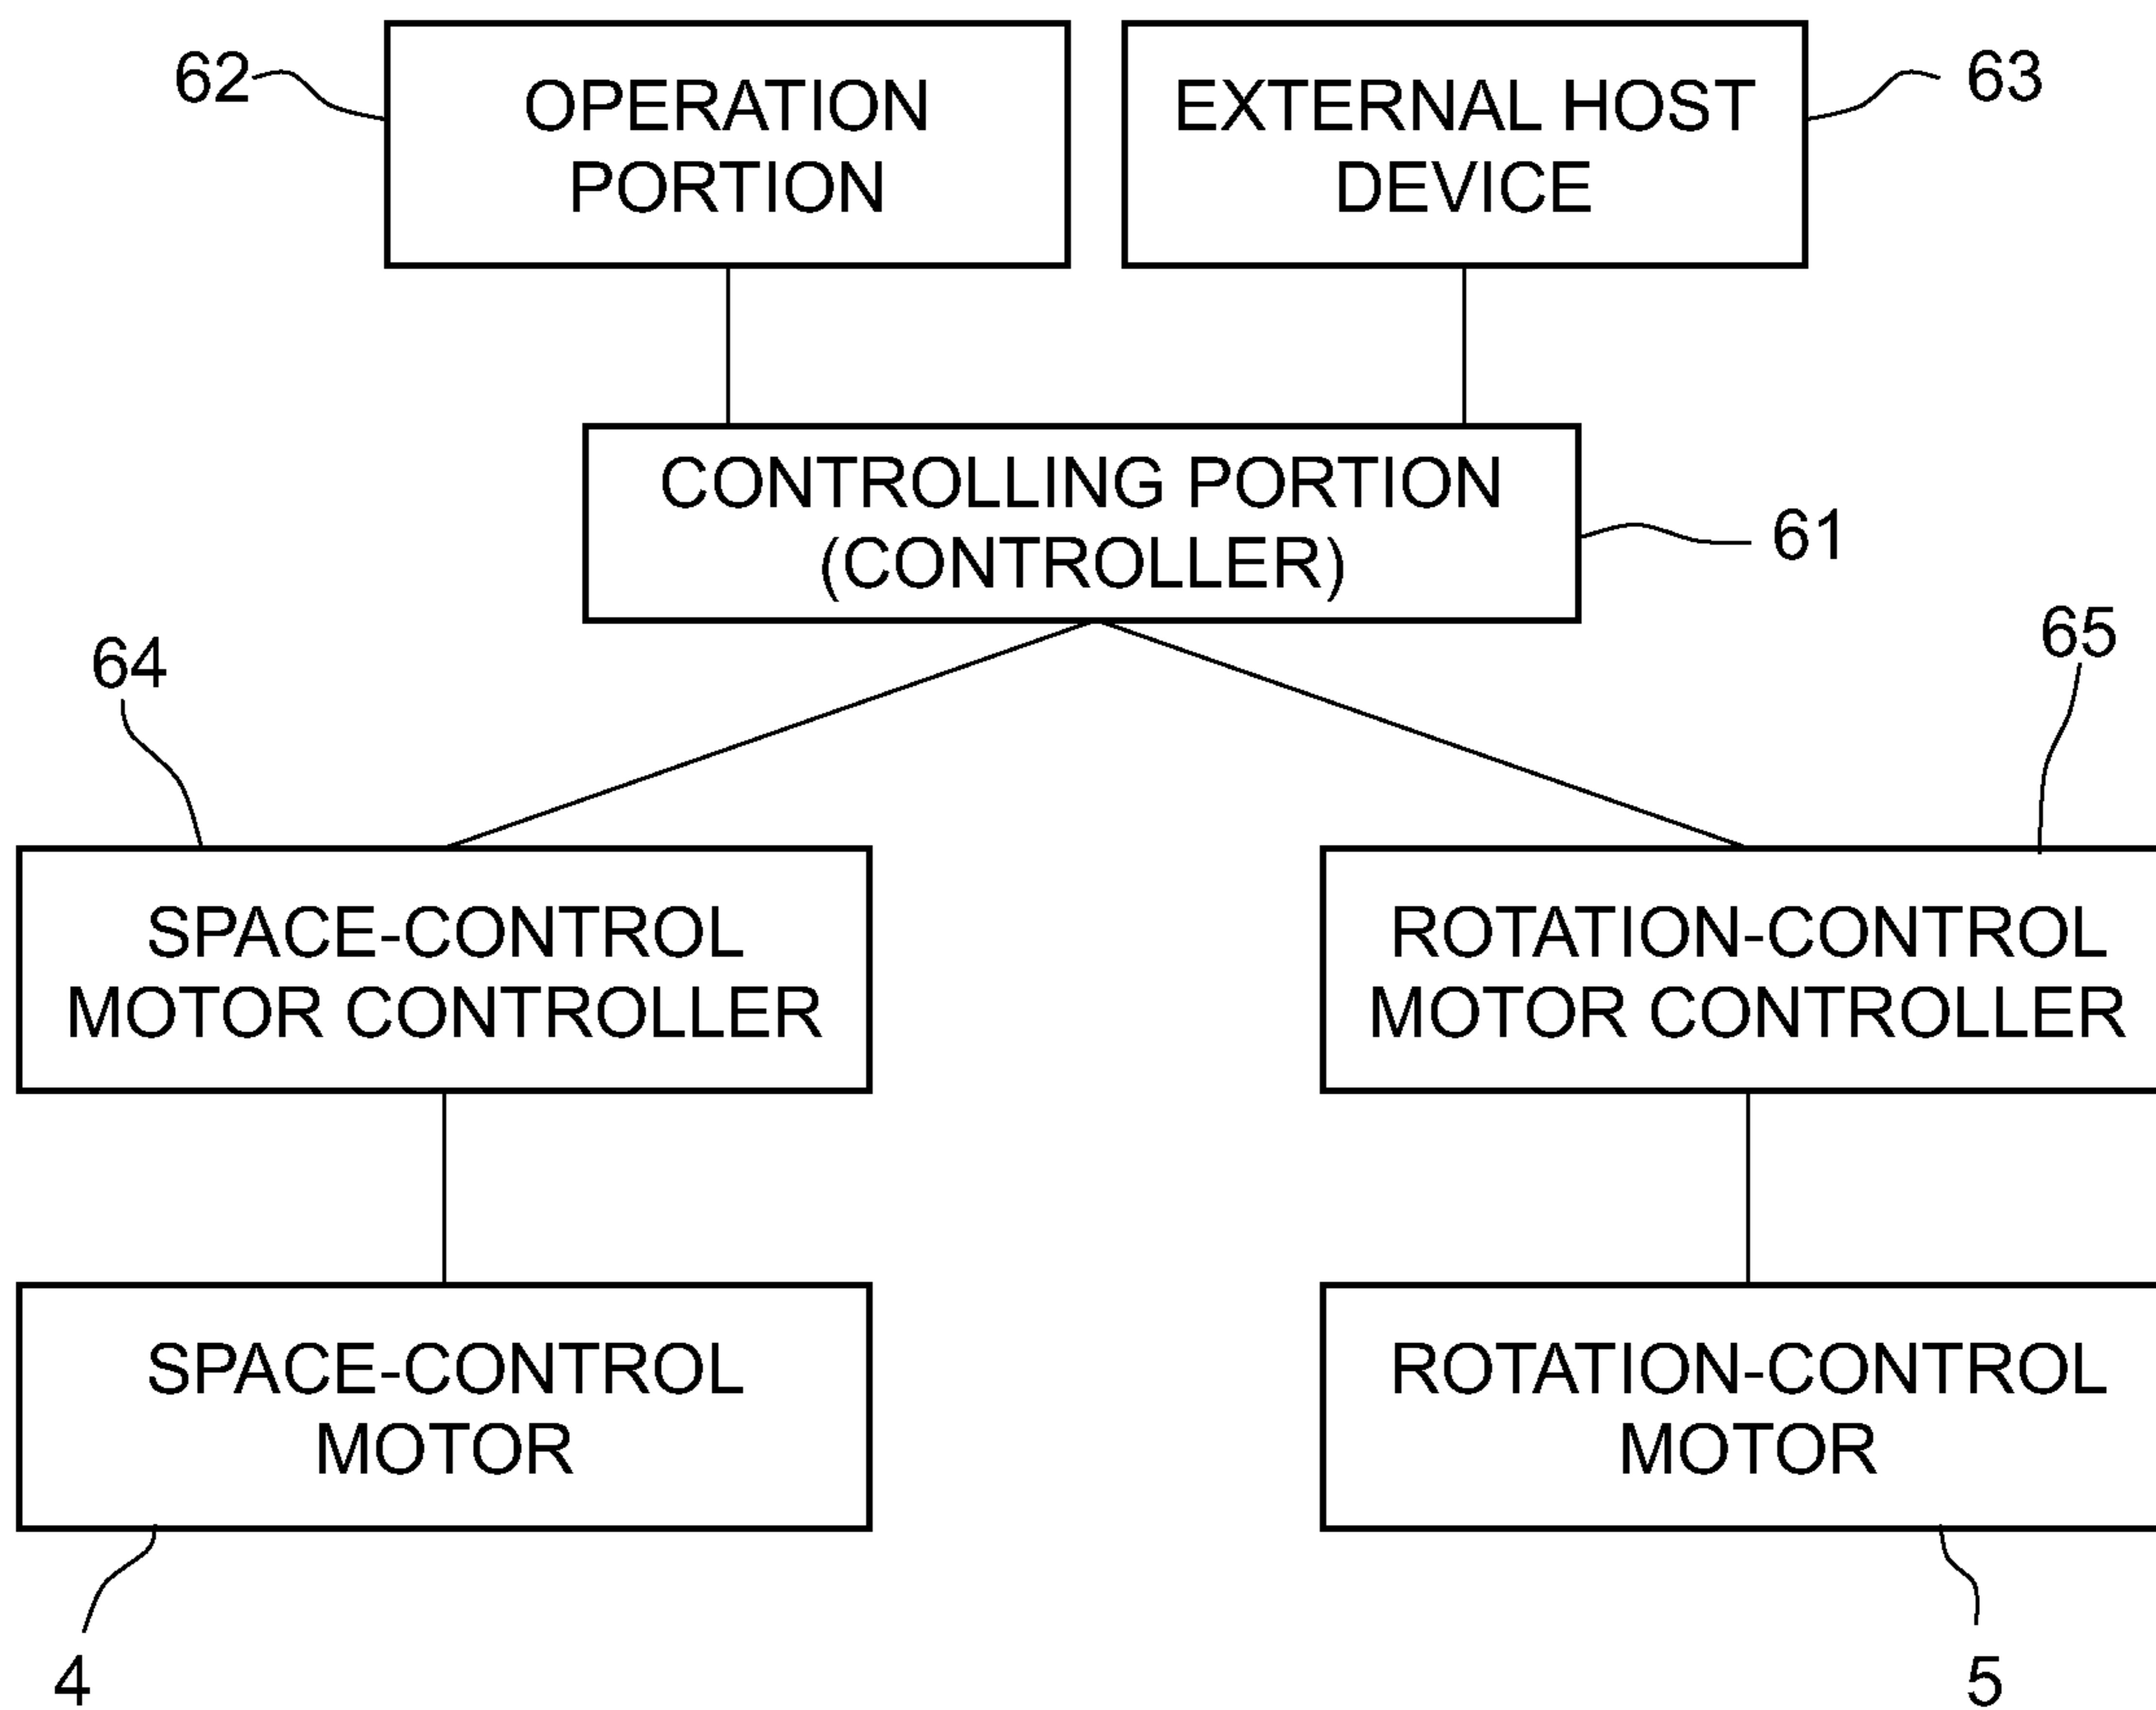 62
OPERATION
PORTION
EXTERNAL HOST
DEVICE
63
CONTROLLING PORTION
(CONTROLLER)
61
64
65
SPACE-CONTROL
MOTOR CONTROLLER
ROTATION-CONTROL
MOTOR CONTROLLER
SPACE-CONTROL
MOTOR
ROTATION-CONTROL
MOTOR
4
5